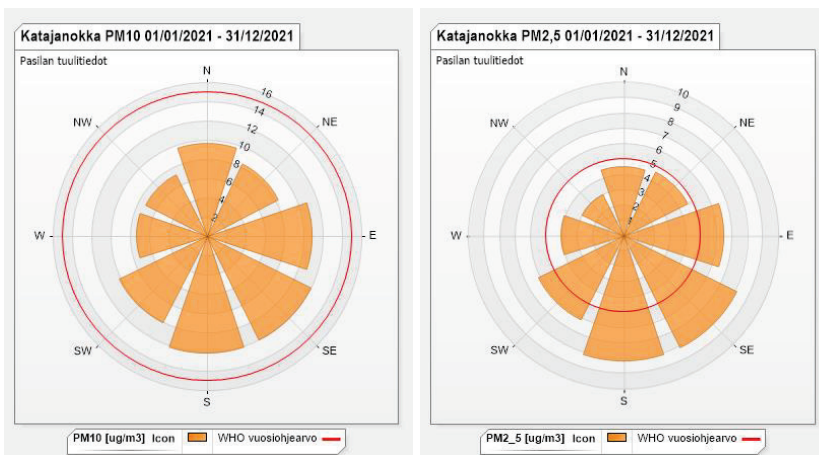 Katajanokka PM10 01/01/2021 - 31/12/2021
Pasilan tuulitiedot
N
NE
E
SE
S
SW
W
NW
16
14
12
10
8
6
4
2
PM10 [ug/m3] Icon WHO vuosiohjearvo
Katajanokka PM2,5 01/01/2021 - 31/12/2021
Pasilan tuulitiedot
N
NE
E
SE
S
SW
W
NW
10
9
8
7
6
5
4
3
2
1
PM2_5 [ug/m3] Icon WHO vuosiohjearvo